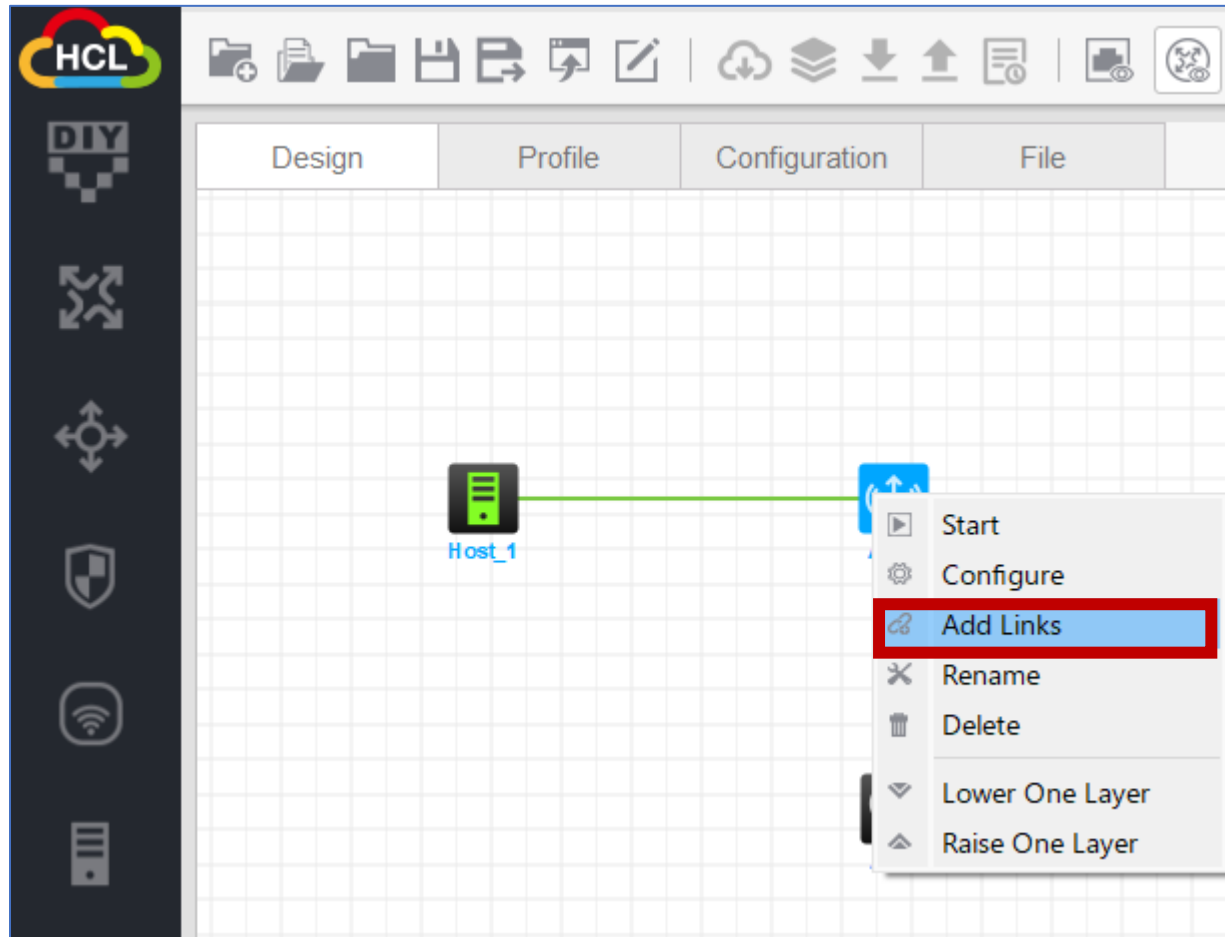 HCL
DIY
Design Profile Configuration File
Host_1
Start
Configure
Add Links
Rename
Delete
Lower One Layer
Raise One Layer